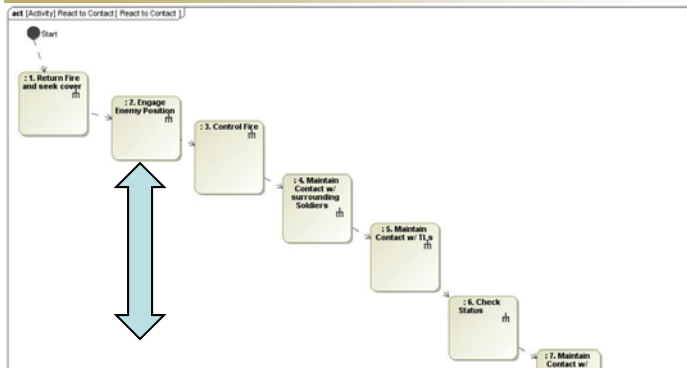 act [Activity] React to Contact [ React to Contact ]
Start
: 1. Return Fire
and seek cover
: 2. Engage
Enemy Position
: 3. Control Fire
: 4. Maintain
Contact w/
surrounding
Soldiers
: 5. Maintain
Contact w/ TLs
: 6. Check
Status
: 7. Maintain
Contact w/